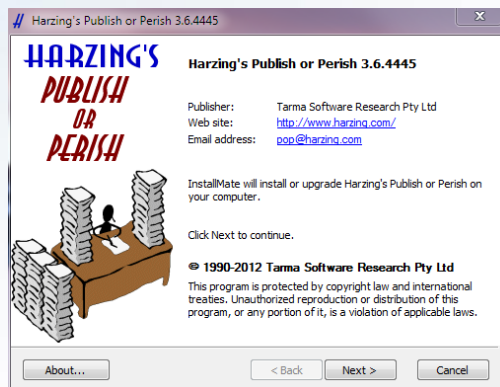 Harzing's Publish or Perish 3.6.4445
HARZING'S
PUBLISH
OR
PERISH
Harzing's Publish or Perish 3.6.4445
Publisher: Tarma Software Research Pty Ltd
Web site: http://www.harzing.com/
Email address: pop@harzing.com
InstallMate will install or upgrade Harzing's Publish or Perish on
your computer.
Click Next to continue.
© 1990-2012 Tarma Software Research Pty Ltd
This program is protected by copyright law and international
treaties. Unauthorized reproduction or distribution of this
program, or any portion of it, is a violation of applicable laws.
About... < Back Next > Cancel